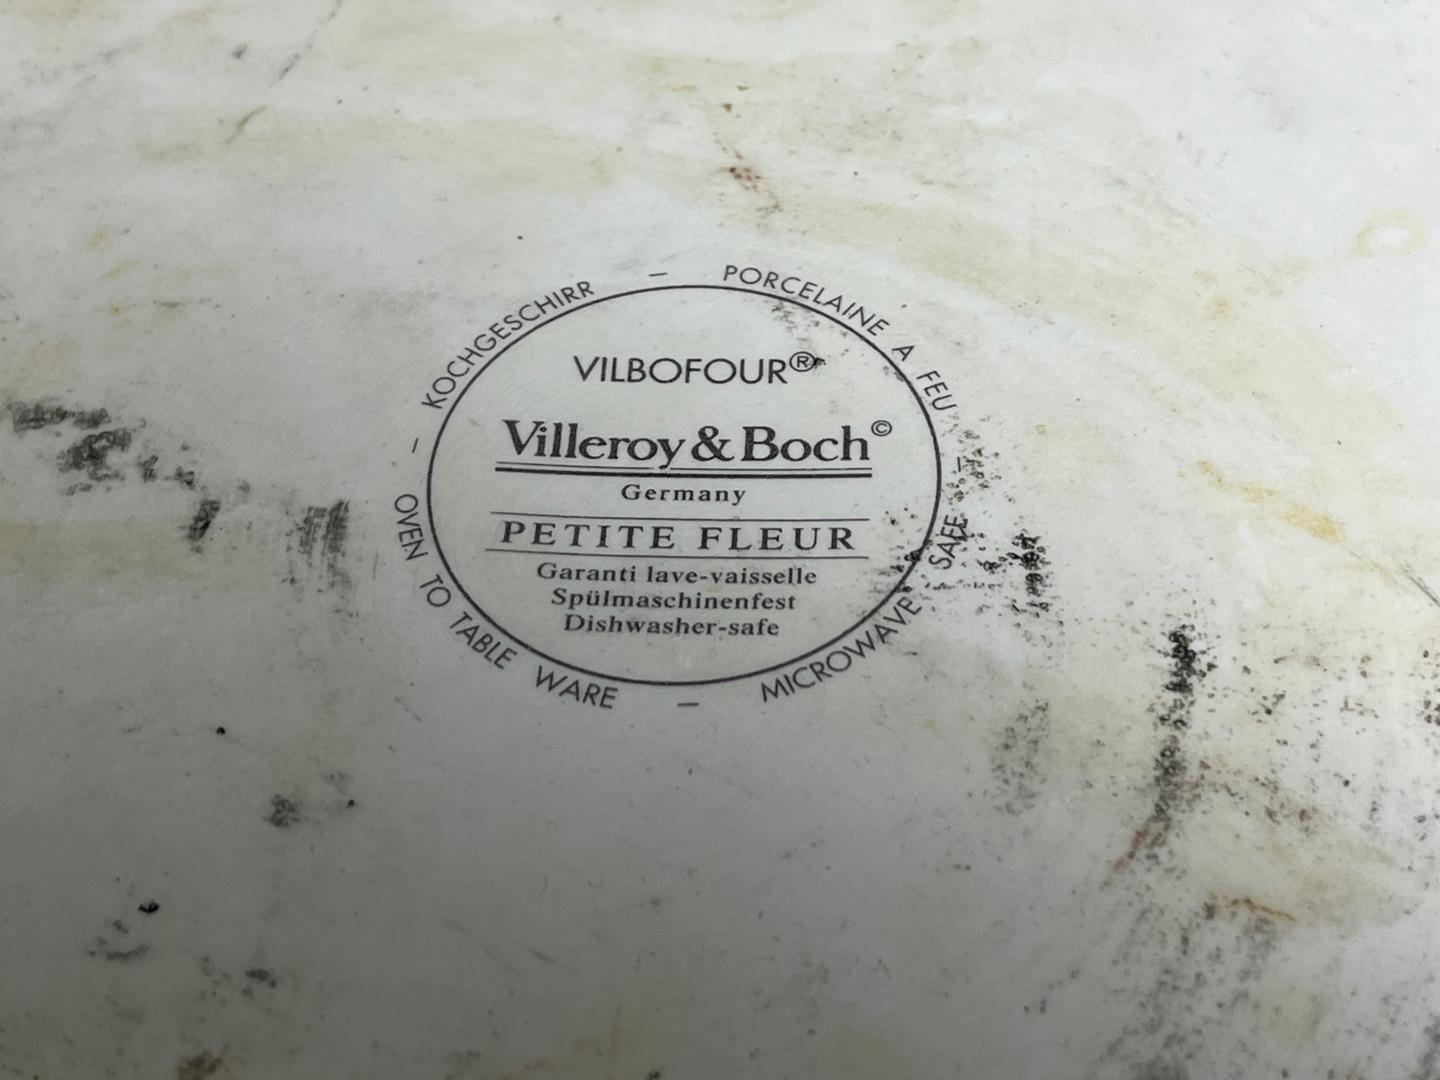 KOCHGESCHIRR – PORCELAINE A FEU –
MICROWAVE SAFE – OVEN TO TABLE WARE –
VILBOFOUR®
Villeroy & Boch©
Germany
PETITE FLEUR
Garanti lave-vaisselle
Spülmaschinenfest
Dishwasher-safe